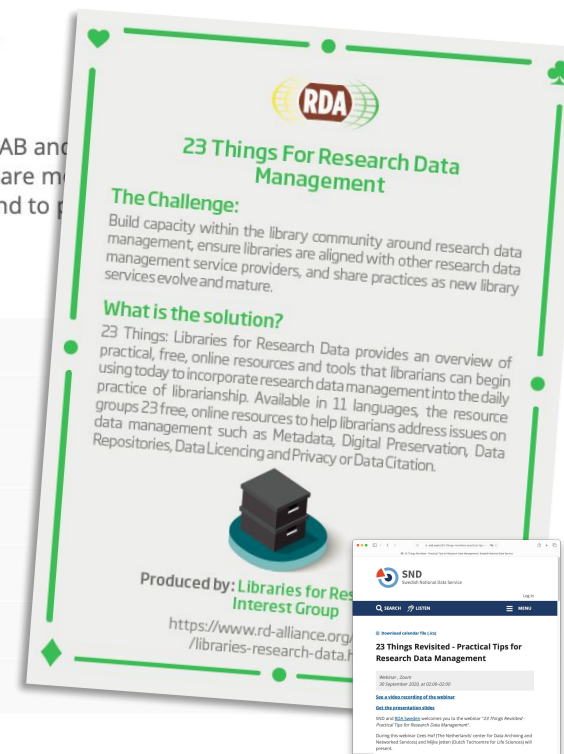 AB and
are
nd to
RDA
23 Things For Research Data
Management
The Challenge:
Build capacity within the library community around research data
management, ensure libraries are aligned with other research data
management service providers, and share practices as new library
services evolve and mature.
What is the solution?
23 Things: Libraries for Research Data provides an overview of
practical, free, online resources and tools that librarians can begin
using today to incorporate research data management into the daily
practice of librarianship. Available in 11 languages, the resource
groups 23 free, online resources to help librarians address issues on
data management such as Metadata, Digital Preservation, Data
Repositories, Data Licencing and Privacy or Data Citation.
Produced by: Libraries for Res
Interest Group
https://www.rd-alliance.org/
/libraries-research-data.h
SND
Swedish National Data Service
Log in
SEARCH LISTEN MENU
Download calendar file (.ics)
23 Things Revisited - Practical Tips for
Research Data Management
Webinar, Zoom
30 September 2020, at 02:00–02:00
See a video recording of the webinar
Get the presentation slides
SND and RDA Sweden welcomes you to the webinar "23 Things Revisited -
Practical Tips for Research Data Management".
During this webinar Cees Hof (The Netherlands' center for Data Archiving and
Networked Services) and Mijke Jetten (Dutch Techcentre for Life Sciences) will
present.